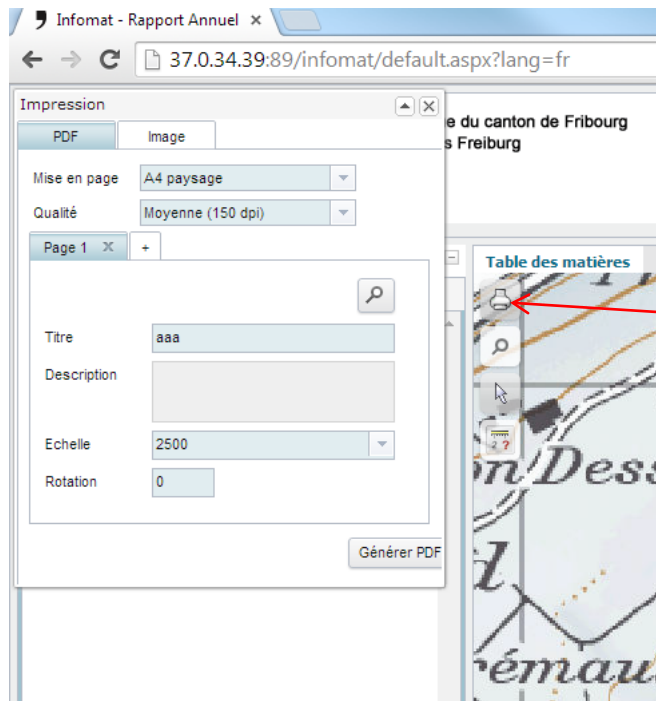 Infomat - Rapport Annuel
37.0.34.39:89/infomat/default.aspx?lang=fr
Impression
e du canton de Fribourg
s Freiburg
PDF Image
Mise en page A4 paysage
Qualité Moyenne (150 dpi)
Page 1 +
Table des matières
Titre aaa
Description
Echelle 2500
Rotation 0
Générer PDF
2 ?
on Dess
d
rémau